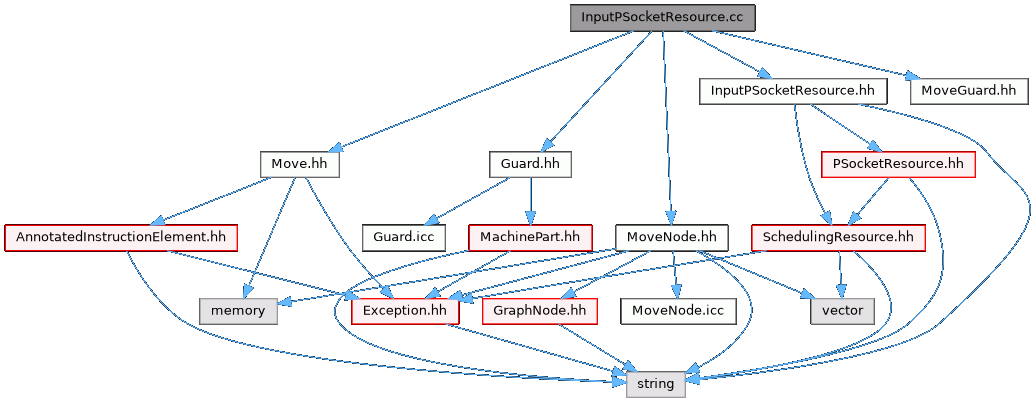 InputPSocketResource.cc
InputPSocketResource.hh
MoveGuard.hh
Move.hh
Guard.hh
PSocketResource.hh
AnnotatedInstructionElement.hh
Guard.icc
MachinePart.hh
MoveNode.hh
SchedulingResource.hh
memory
Exception.hh
GraphNode.hh
MoveNode.icc
vector
string